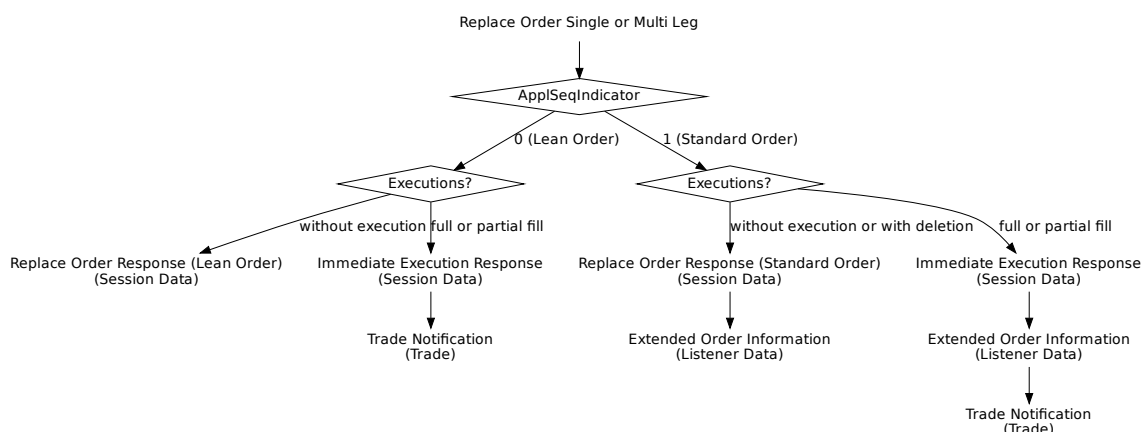 Replace Order Single or Multi Leg
ApplSeqIndicator
0 (Lean Order)
1 (Standard Order)
Executions?
Executions?
without execution
full or partial fill
without execution or with deletion
full or partial fill
Replace Order Response (Lean Order)
(Session Data)
Immediate Execution Response
(Session Data)
Replace Order Response (Standard Order)
(Session Data)
Immediate Execution Response
(Session Data)
Trade Notification
(Trade)
Extended Order Information
(Listener Data)
Extended Order Information
(Listener Data)
Trade Notification
(Trade)